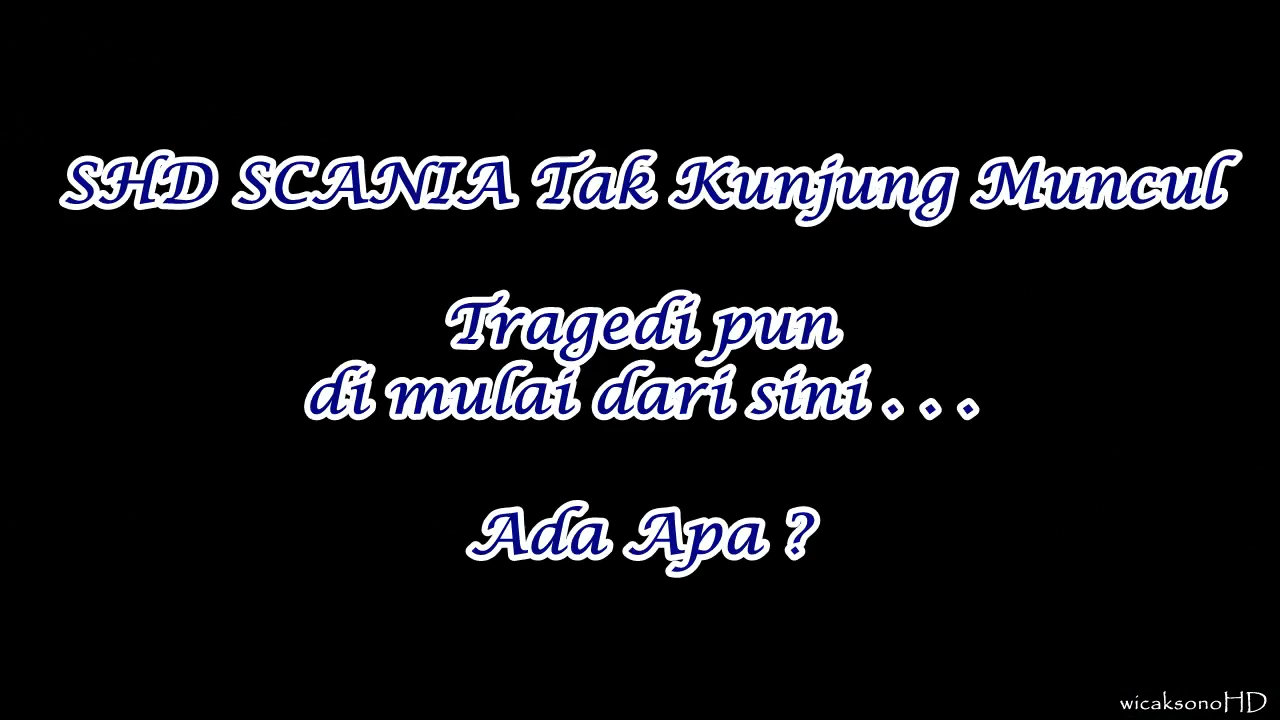 SHD SCANIA Tak Kunjung Muncul
Tragedi pun
di mulai dari sini . . .
Ada Apa ?
wicaksonoHD